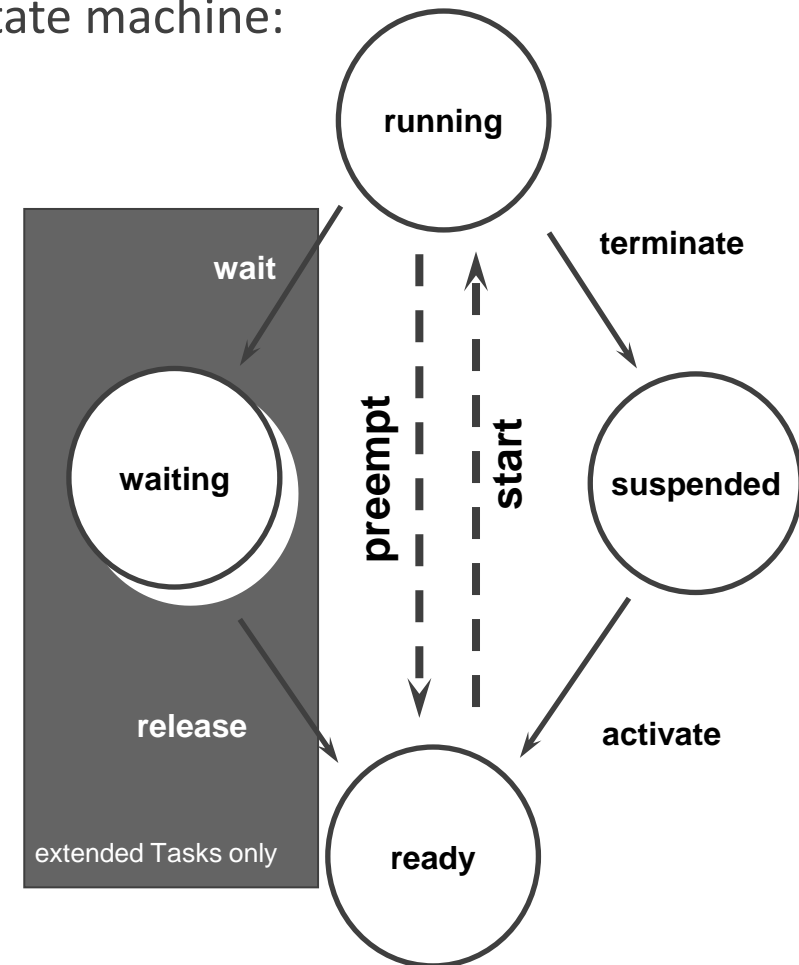 tate machine:
running
terminate
wait
preempt
start
waiting
suspended
release
activate
extended Tasks only
ready